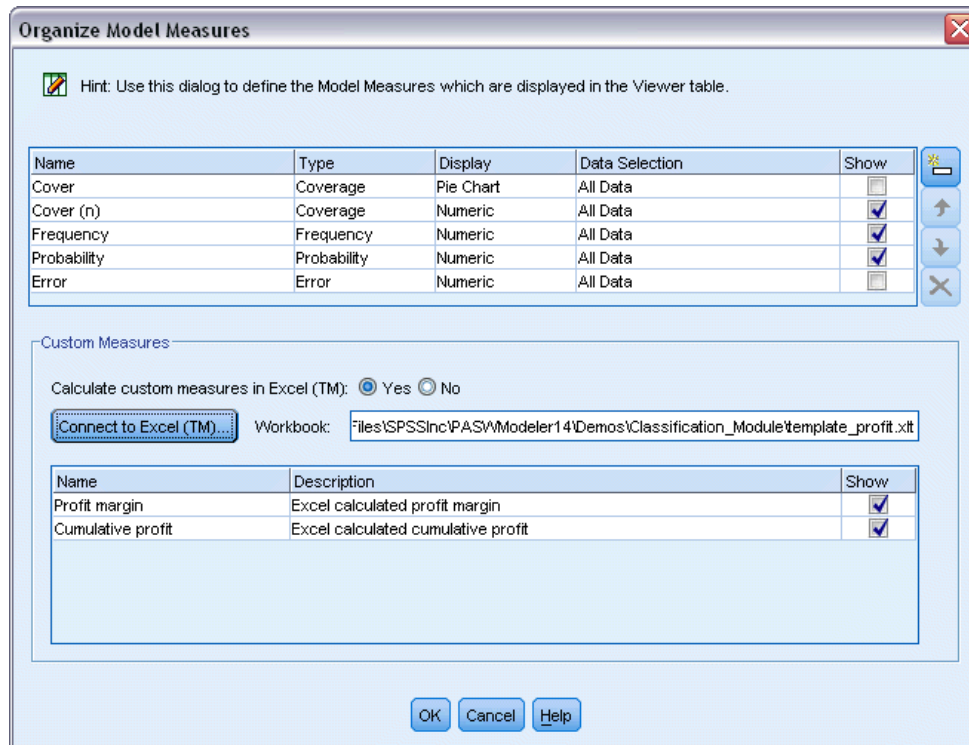 Organize Model Measures
Hint: Use this dialog to define the Model Measures which are displayed in the Viewer table.
Name Type Display Data Selection Show
Cover Coverage Pie Chart All Data
Cover (n) Coverage Numeric All Data
Frequency Frequency Numeric All Data
Probability Probability Numeric All Data
Error Error Numeric All Data
Custom Measures
Calculate custom measures in Excel (TM): Yes No
Connect to Excel (TM)... Workbook: Files\SPSSInc\PASWModeler14\Demos\Classification_Module\template_profit.xlt
Name Description Show
Profit margin Excel calculated profit margin
Cumulative profit Excel calculated cumulative profit
OK Cancel Help